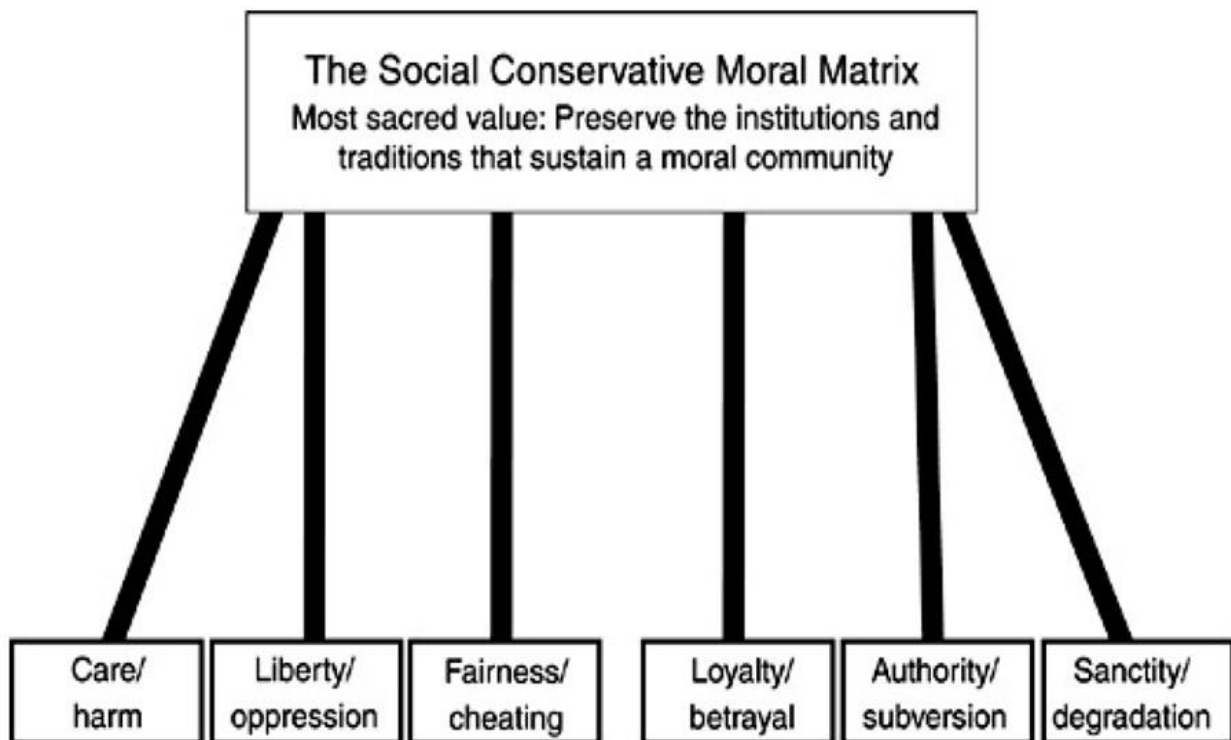 The Social Conservative Moral Matrix
Most sacred value: Preserve the institutions and
traditions that sustain a moral community
Care/
harm
Liberty/
oppression
Fairness/
cheating
Loyalty/
betrayal
Authority/
subversion
Sanctity/
degradation